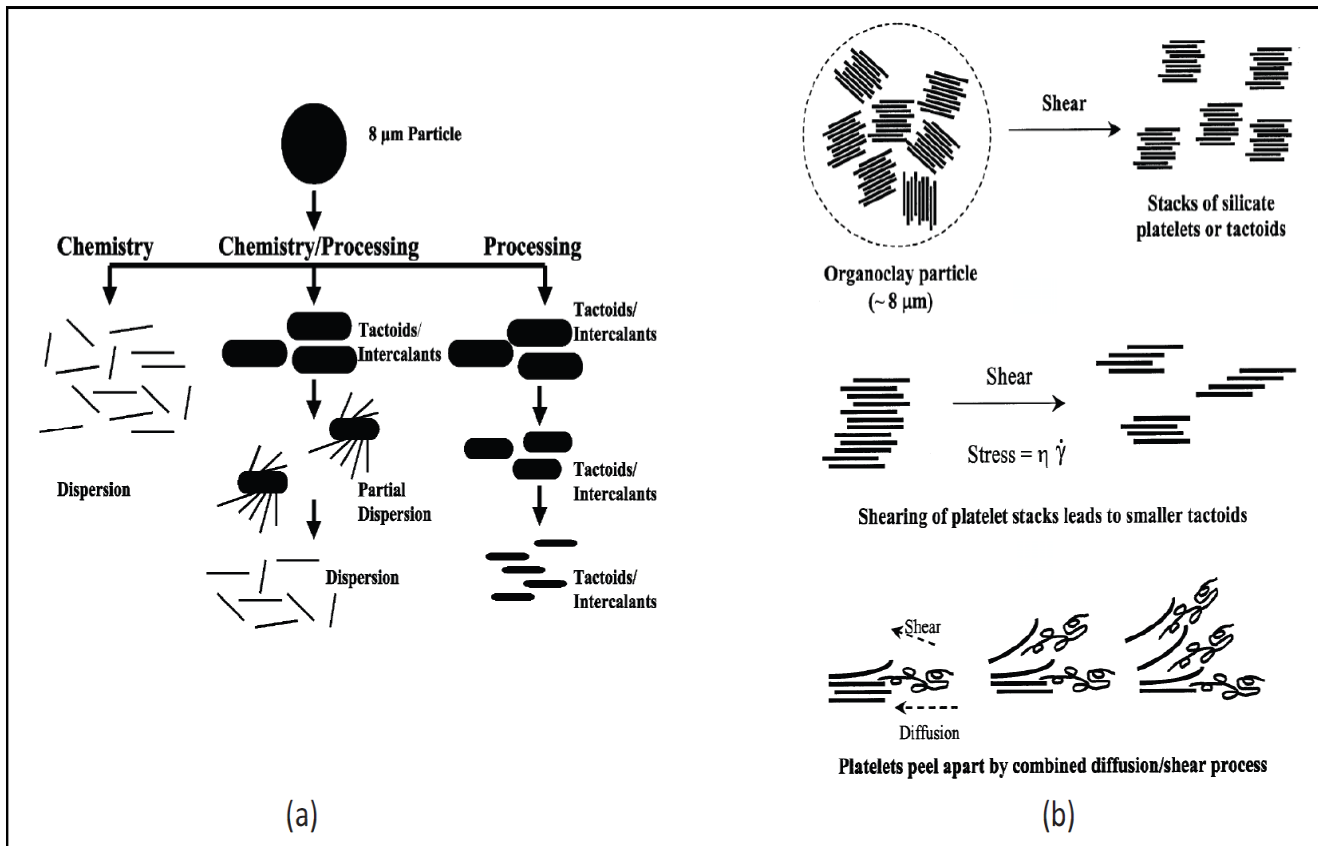 8 µm Particle
Chemistry
Chemistry/Processing
Processing
Tactoids/
Intercalants
Tactoids/
Intercalants
Dispersion
Partial
Dispersion
Tactoids/
Intercalants
Dispersion
Tactoids/
Intercalants
(a)
Shear
Organoclay particle
(~ 8 µm)
Stacks of silicate
platelets or tactoids
Shear
Stress = η γ̇
Shearing of platelet stacks leads to smaller tactoids
Shear
Diffusion
Platelets peel apart by combined diffusion/shear process
(b)